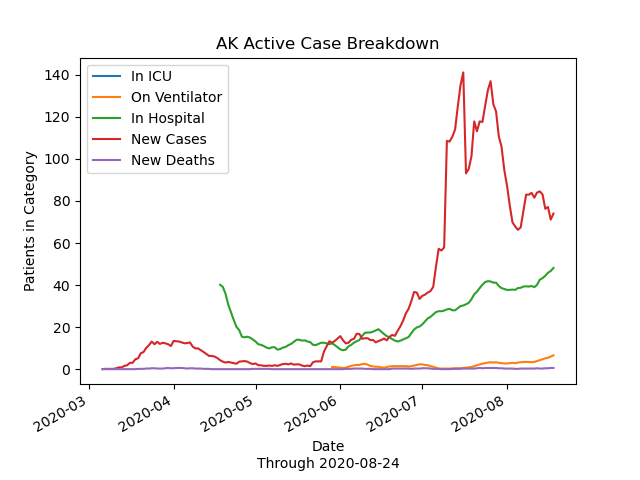 AK Active Case Breakdown
In ICU
On Ventilator
In Hospital
New Cases
New Deaths
Patients in Category
140
120
100
80
60
40
20
0
2020-03
2020-04
2020-05
2020-06
2020-07
2020-08
Date
Through 2020-08-24